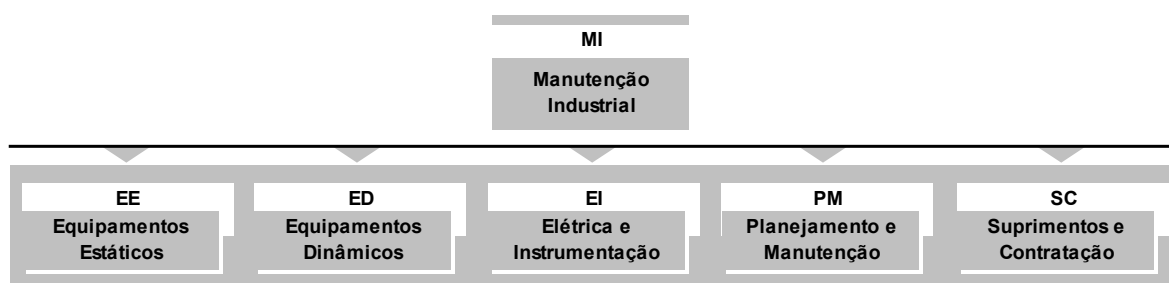 MI
Manutenção
Industrial
EE
Equipamentos
Estáticos
ED
Equipamentos
Dinâmicos
EI
Elétrica e
Instrumentação
PM
Planejamento e
Manutenção
SC
Suprimentos e
Contratação